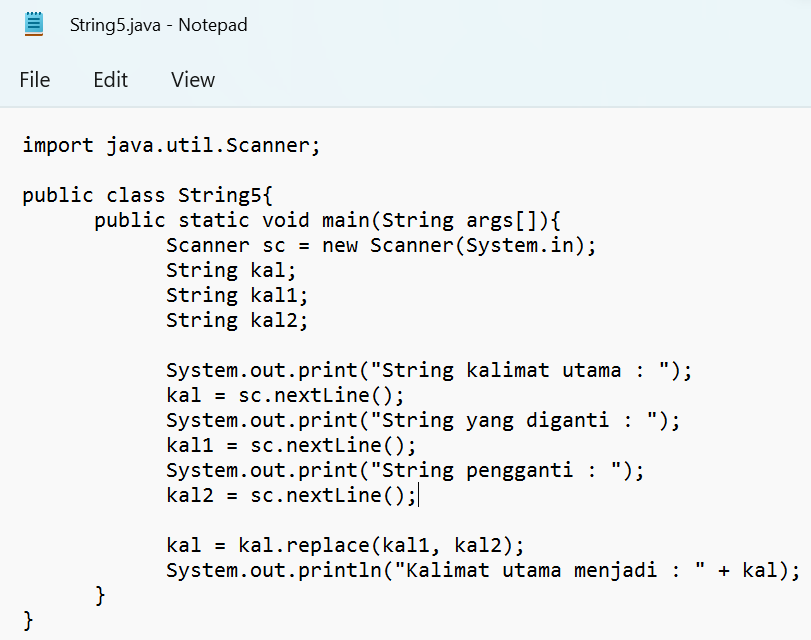 String5.java - Notepad
File Edit View
import java.util.Scanner;
public class String5{
public static void main(String args[]){
Scanner sc = new Scanner(System.in);
String kal;
String kal1;
String kal2;
System.out.print("String kalimat utama : ");
kal = sc.nextLine();
System.out.print("String yang diganti : ");
kal1 = sc.nextLine();
System.out.print("String pengganti : ");
kal2 = sc.nextLine();
kal = kal.replace(kal1, kal2);
System.out.println("Kalimat utama menjadi : " + kal);
}
}